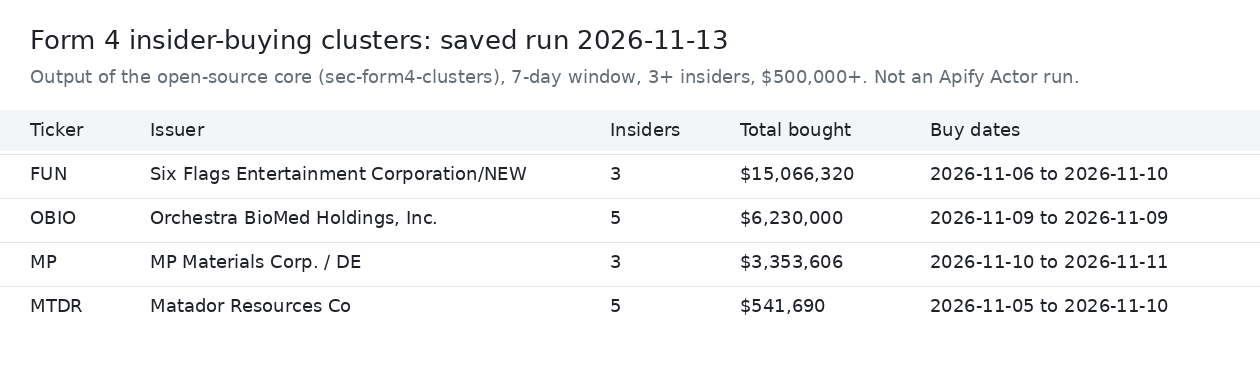 Form 4 insider-buying clusters: saved run 2026-11-13
Output of the open-source core (sec-form4-clusters), 7-day window, 3+ insiders, $500,000+. Not an Apify Actor run.
Ticker Issuer Insiders Total bought Buy dates
FUN Six Flags Entertainment Corporation/NEW 3 $15,066,320 2026-11-06 to 2026-11-10
OBIO Orchestra BioMed Holdings, Inc. 5 $6,230,000 2026-11-09 to 2026-11-09
MP MP Materials Corp. / DE 3 $3,353,606 2026-11-10 to 2026-11-11
MTDR Matador Resources Co 5 $541,690 2026-11-05 to 2026-11-10